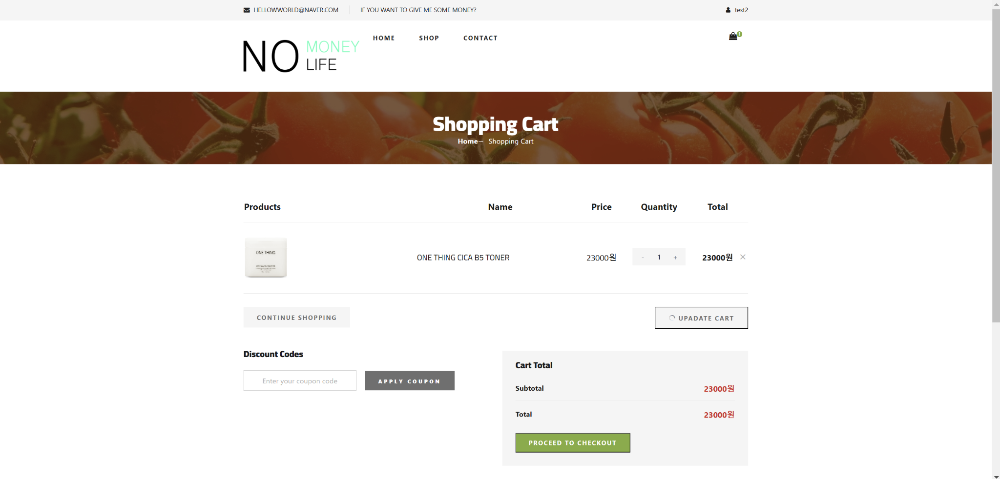 HELLOWWORLD@NAVER.COM IF YOU WANT TO GIVE ME SOME MONEY? test2
NO MONEY LIFE
HOME SHOP CONTACT 1
Shopping Cart
Home— Shopping Cart
Products Name Price Quantity Total
ONE THING
ONE THING CICA B5 TONER 23000원 - 1 + 23000원 ×
CONTINUE SHOPPING UPADATE CART
Discount Codes
Enter your coupon code APPLY COUPON
Cart Total
Subtotal 23000원
Total 23000원
PROCEED TO CHECKOUT